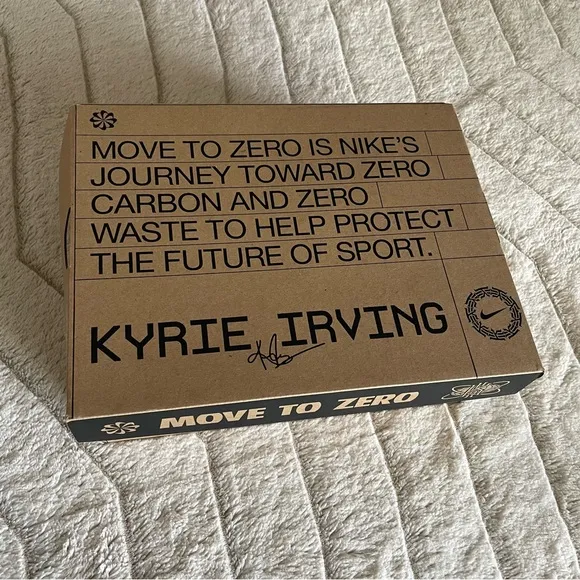 MOVE TO ZERO IS NIKE'S
JOURNEY TOWARD ZERO
CARBON AND ZERO
WASTE TO HELP PROTECT
THE FUTURE OF SPORT.
KYRIE IRVING
MOVE TO ZERO